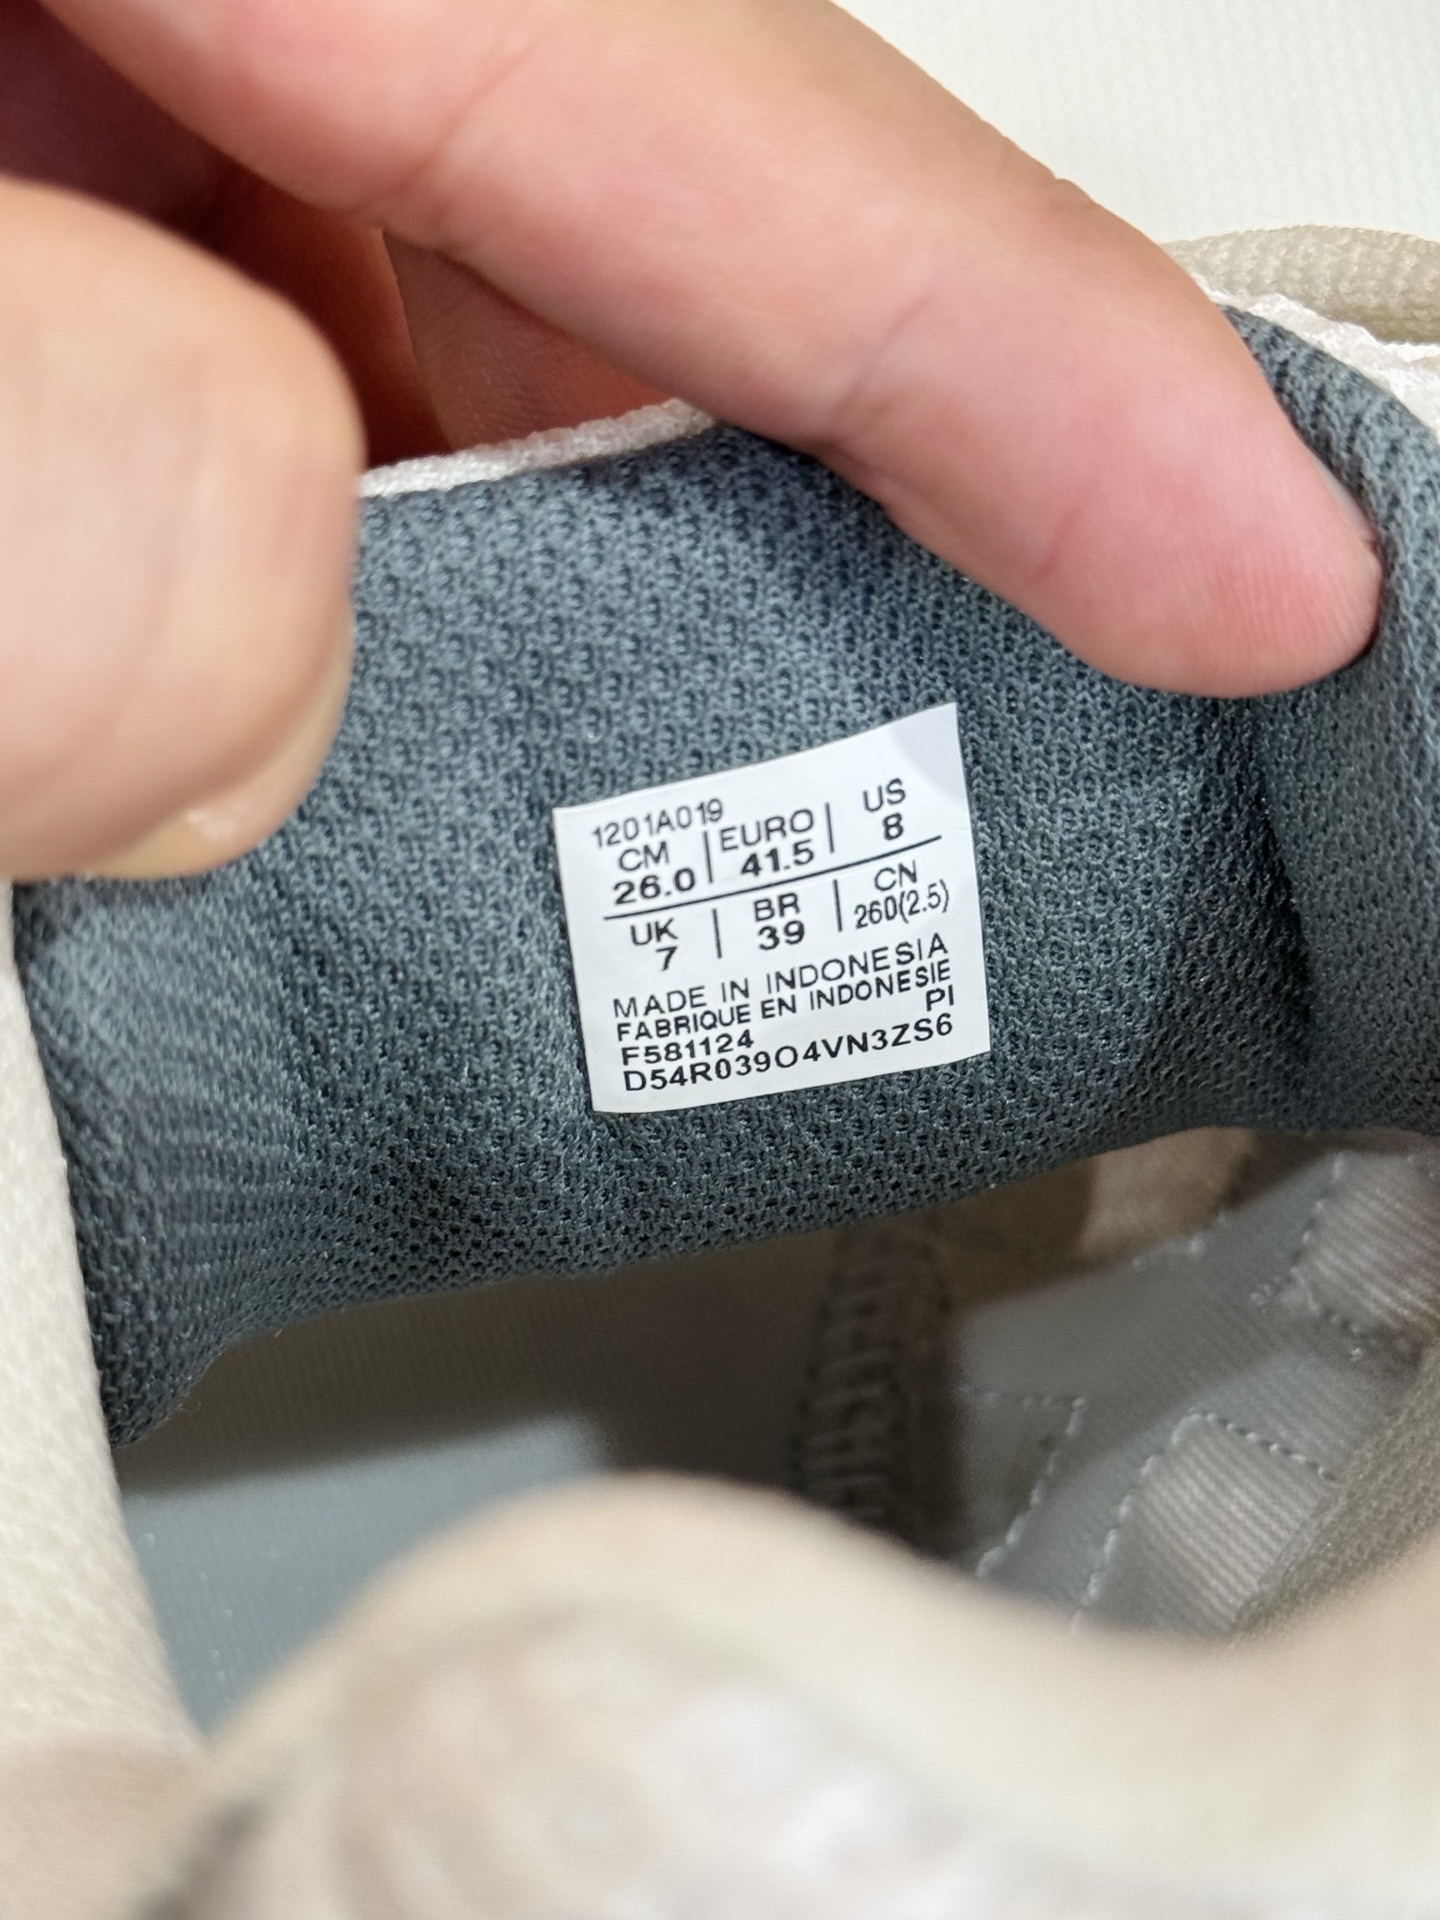 1201A019
CM | EURO | US
26.0 | 41.5 | 8
UK | BR | CN
7 | 39 | 260(2.5)
MADE IN INDONESIA
FABRIQUE EN INDONESIE
PI
F581124
D54R039O4VN3ZS6